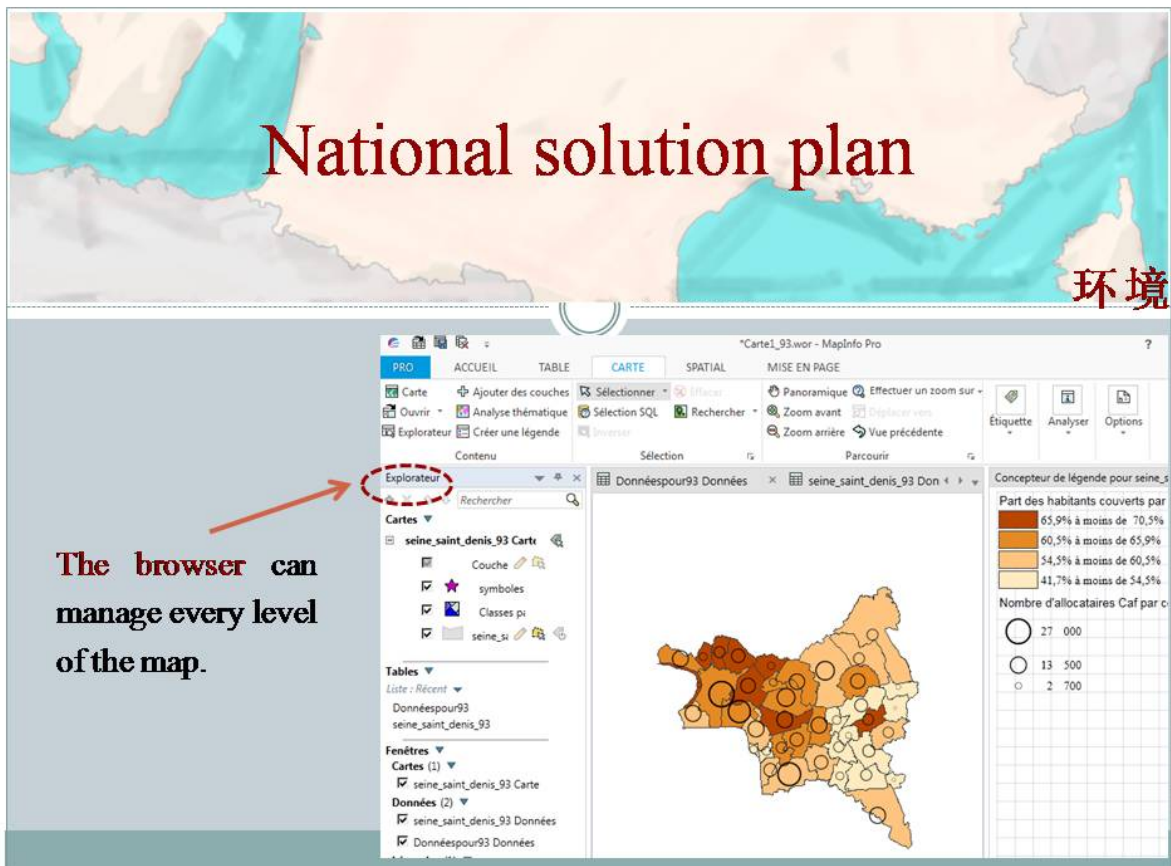 National solution plan
环境
The browser can
manage every level
of the map.
*Carte1_93.wor - MapInfo Pro
?
PRO ACCUEIL TABLE CARTE SPATIAL MISE EN PAGE
Carte Ajouter des couches Sélectionner Effacer Panoramique Effectuer un zoom sur
Ouvrir Analyse thématique Sélection SQL Rechercher Zoom avant Déplacer vers
Explorateur Créer une légende Inverser Zoom arrière Vue précédente
Étiquette Analyser Options
Contenu Sélection Parcourir
Explorateur
Rechercher
Cartes
seine_saint_denis_93 Carte
Couche
symboles
Classes pa
seine_sa
Tables
Liste : Récent
Donnéespour93
seine_saint_denis_93
Fenêtres
Cartes (1)
seine_saint_denis_93 Carte
Données (2)
seine_saint_denis_93 Données
Donnéespour93 Données
Donnéespour93 Données seine_saint_denis_93 Don
Concepteur de légende pour seine_s
Part des habitants couverts par
65,9% à moins de 70,5%
60,5% à moins de 65,9%
54,5% à moins de 60,5%
41,7% à moins de 54,5%
Nombre d'allocataires Caf par c
27 000
13 500
2 700